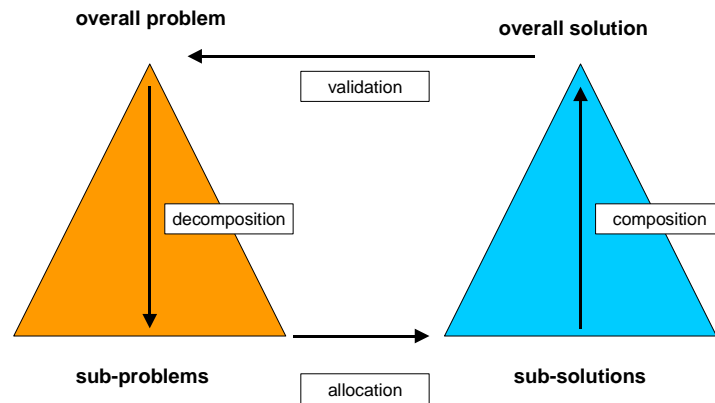 overall problem
overall solution
validation
decomposition
composition
sub-problems
sub-solutions
allocation